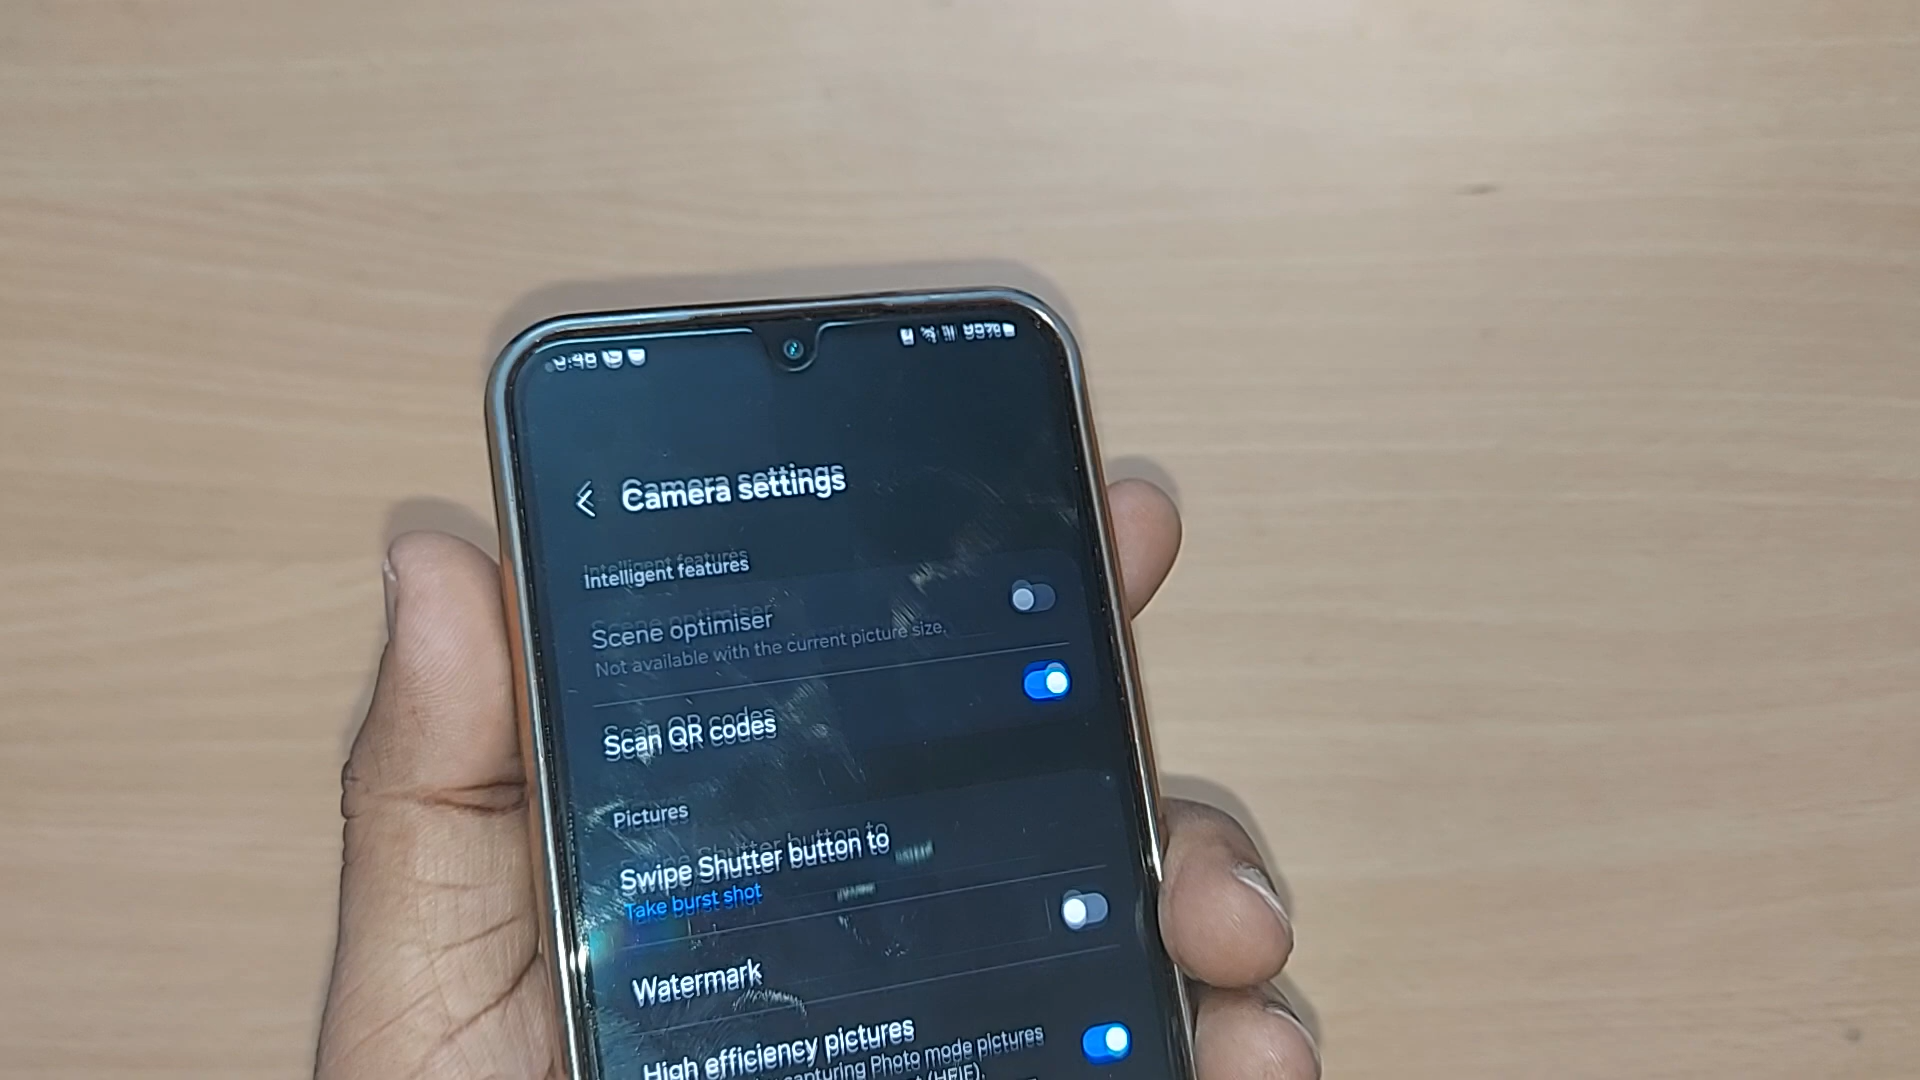 Camera settings
Intelligent features
Scene optimiser
Not available with the current picture size.
Scan QR codes
Pictures
Swipe Shutter button to
Take burst shot
Watermark
High efficiency pictures
capturing Photo mode pictures
(HEIF).